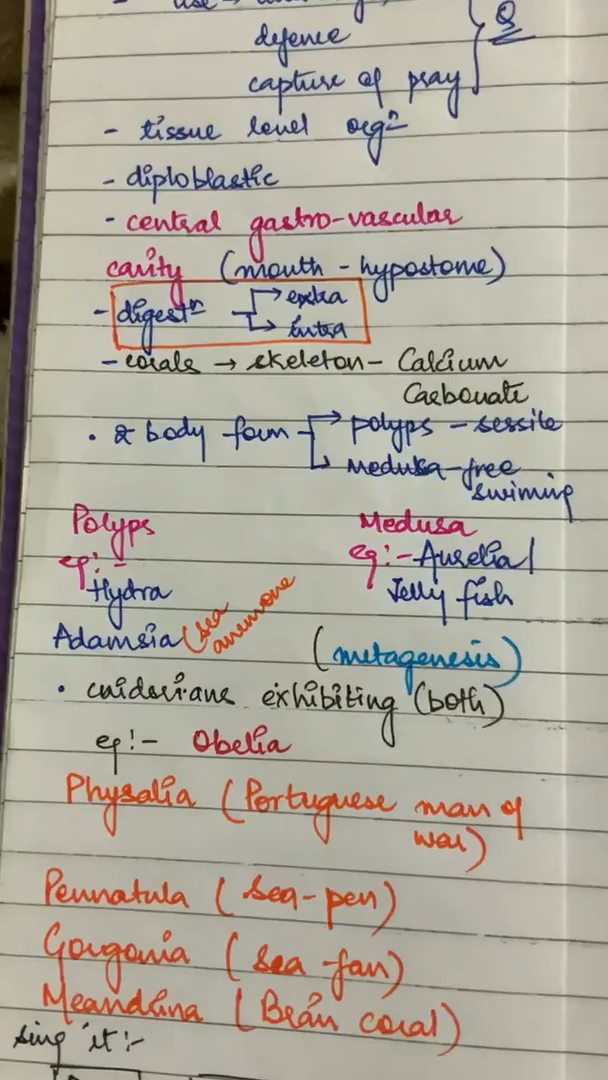 defence
capture of pray
Q
- tissue level orgⁿ
- diploblastic
- central gastro-vascular
cavity (mouth - hypostome)
- digestⁿ → extra
→ intra
- corals → skeleton - Calcium
Carbonate
• 2 body form → polyps - sessile
→ Medusa - free
swiming
Polyps
eg:-
Hydra
Adamsia (sea
anemone
Medusa
eg:- Aurelia/
Jelly fish
(metagenesis)
• cnidarians exhibiting (both)
eg:- Obelia
Physalia (Portuguese man of
war)
Pennatula (sea-pen)
Gorgonia (sea fan)
Meandrina (Brain coral)
sing it:-